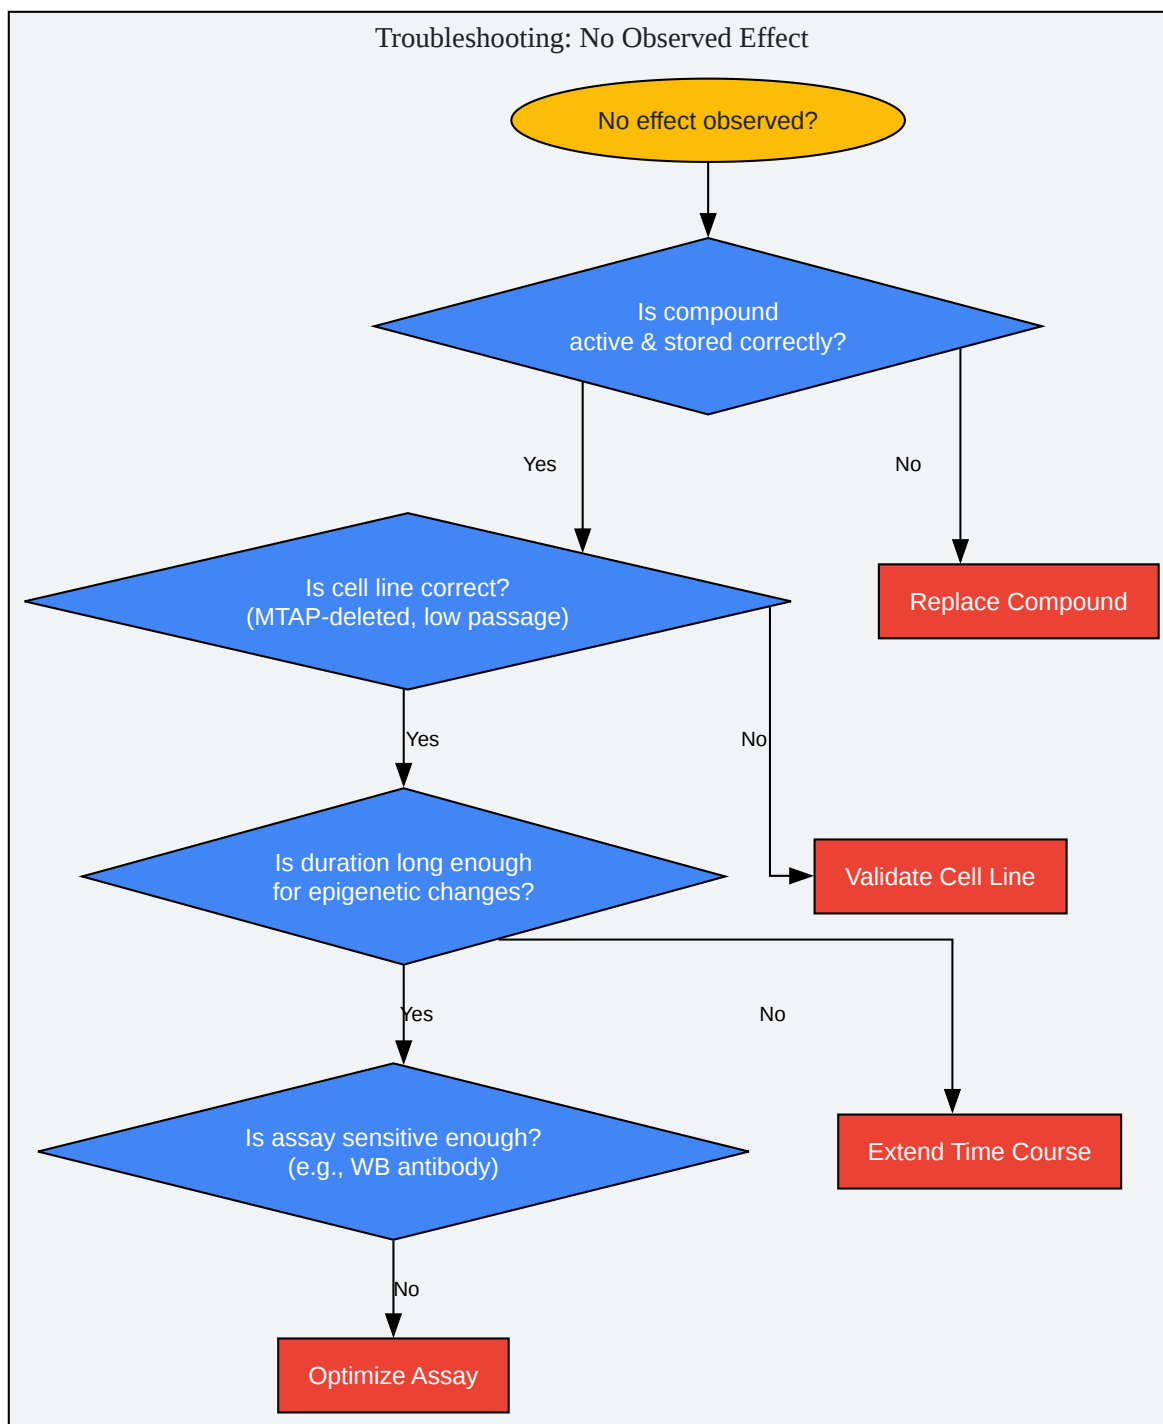 Troubleshooting: No Observed Effect
No effect observed?
Is compound
active & stored correctly?
Yes
No
Is cell line correct?
(MTAP-deleted, low passage)
Replace Compound
Yes
No
Is duration long enough
for epigenetic changes?
Validate Cell Line
Yes
No
Is assay sensitive enough?
(e.g., WB antibody)
Extend Time Course
No
Optimize Assay